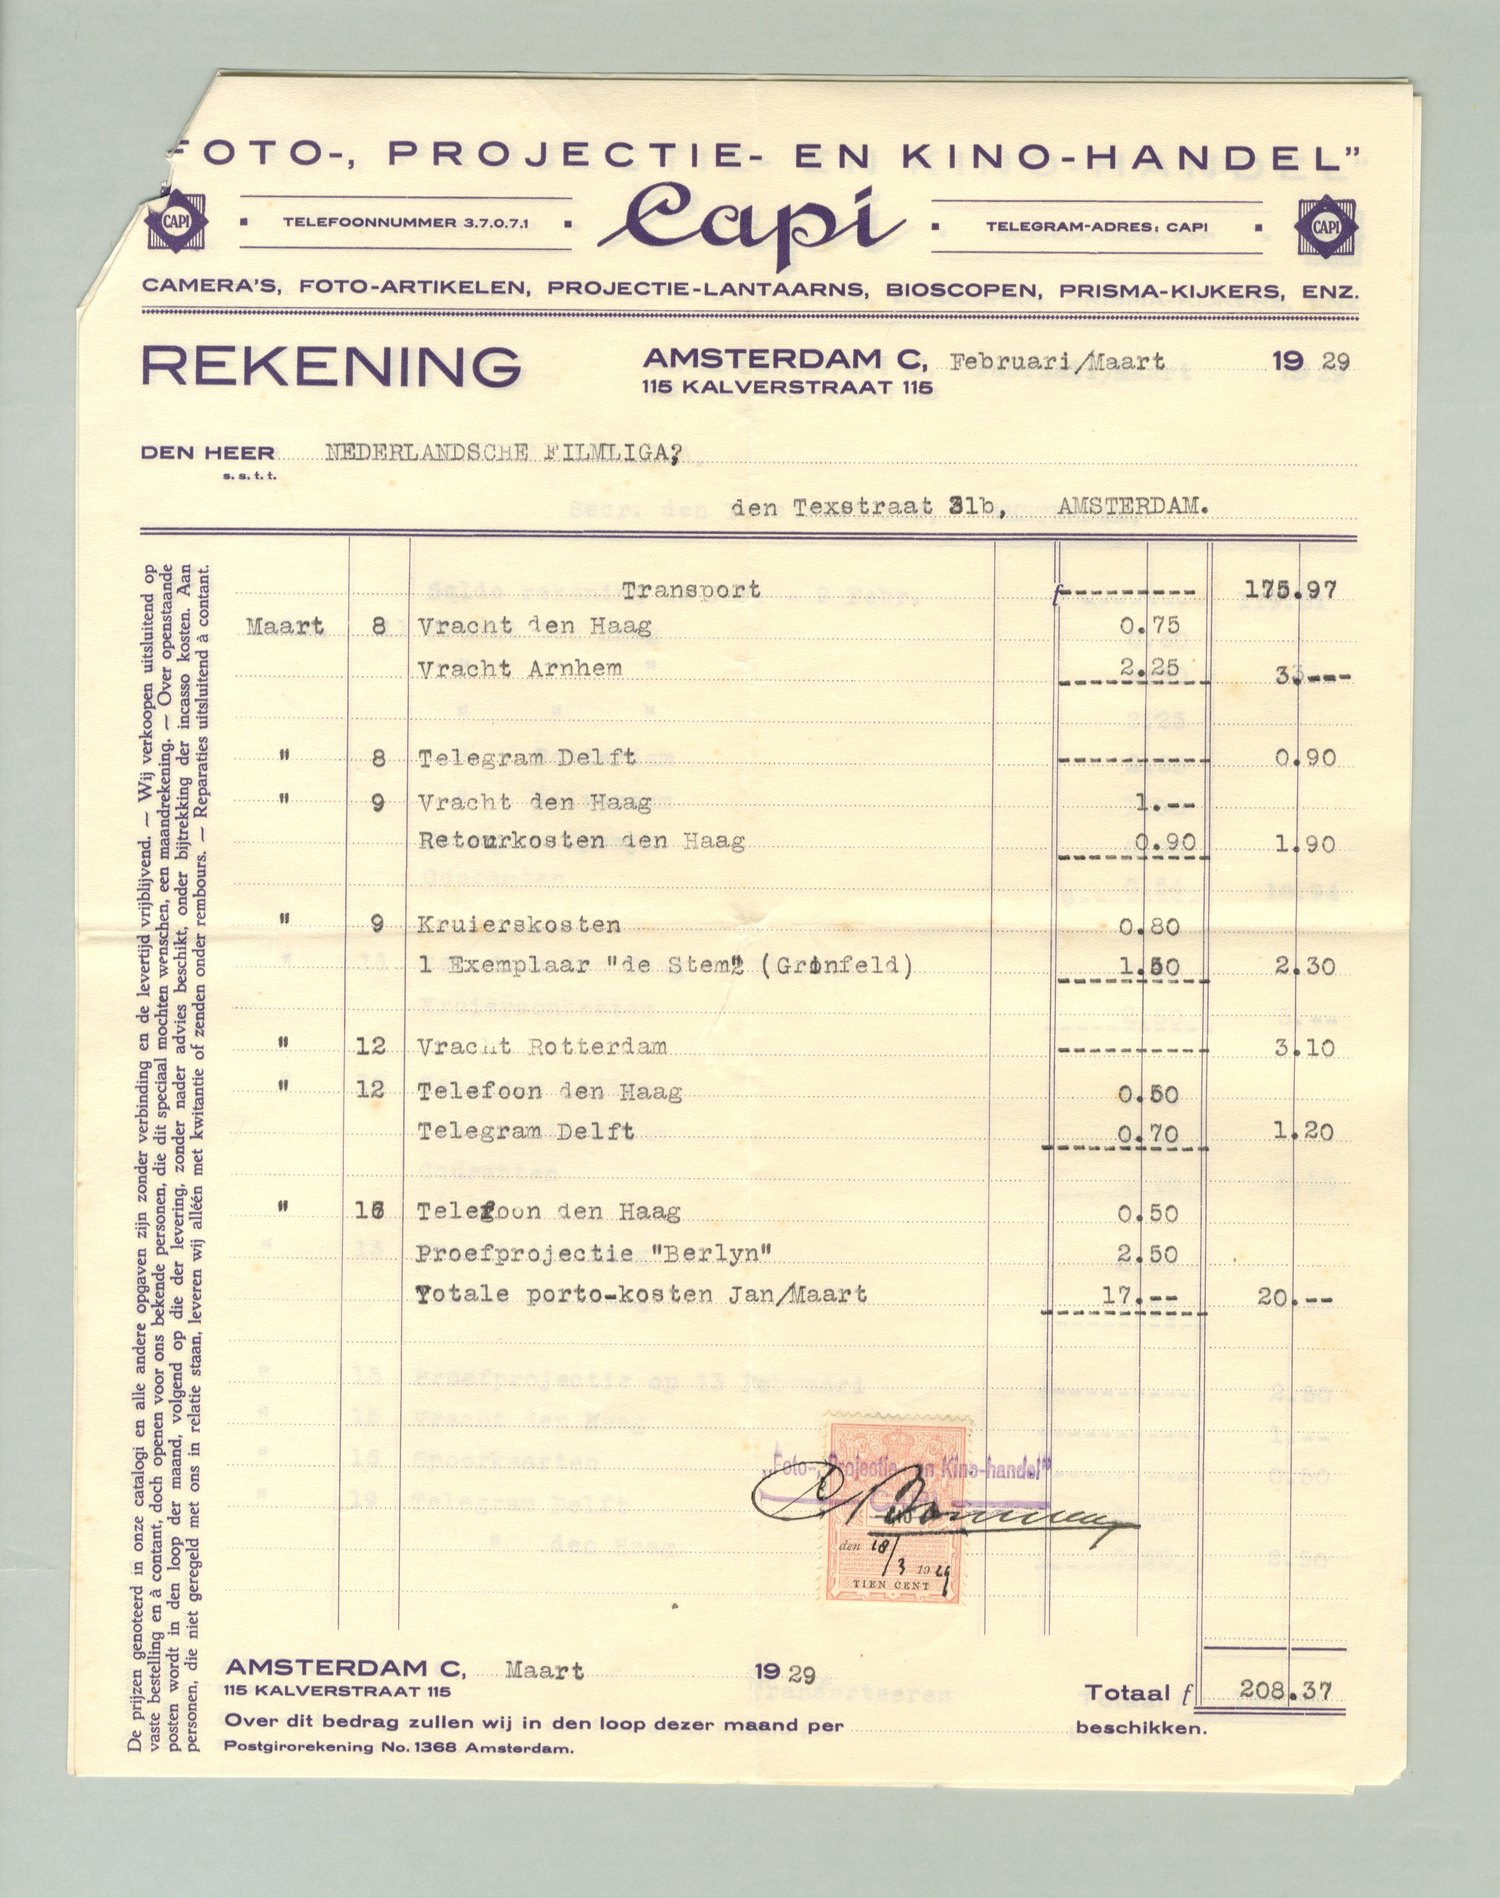 FOTO-, PROJECTIE- EN KINO-HANDEL”
CAPI
TELEFOONNUMMER 3.7.0.7.1
Capi
TELEGRAM-ADRES: CAPI
CAPI
CAMERA'S, FOTO-ARTIKELEN, PROJECTIE-LANTAARNS, BIOSCOPEN, PRISMA-KIJKERS, ENZ.
REKENING
AMSTERDAM C, Februari/Maart 19 29
115 KALVERSTRAAT 115
DEN HEER NEDERLANDSCHE FILMLIGA,
s. s. t. t.
den Texstraat 31b, AMSTERDAM.
Transport f --------- 175.97
Maart 8 Vracht den Haag 0.75
Vracht Arnhem 2.25 3.---
" 8 Telegram Delft --------- 0.90
" 9 Vracht den Haag 1.--
Retourkosten den Haag 0.90 1.90
" 9 Kruierskosten 0.80
1 Exemplaar "de Stem" (Grönfeld) 1.50 2.30
" 12 Vracht Rotterdam --------- 3.10
" 12 Telefoon den Haag 0.50
Telegram Delft 0.70 1.20
" 16 Telefoon den Haag 0.50
Proefprojectie "Berlyn" 2.50
Totale porto-kosten Jan/Maart 17.-- 20.--
„Foto-, Projectie- en Kino-handel”
den 18/3 1929
TIEN CENT
AMSTERDAM C, Maart 19 29
115 KALVERSTRAAT 115
Totaal f 208.37
Over dit bedrag zullen wij in den loop dezer maand per beschikken.
Postgirorekening No. 1368 Amsterdam.
De prijzen genoteerd in onze catalogi en alle andere opgaven zijn zonder verbinding en de levertijd vrijblijvend. — Wij verkoopen uitsluitend op
vaste bestelling en à contant, doch openen voor ons bekende personen, die dit speciaal mochten wenschen, een maandrekening. — Over openstaande
posten wordt in den loop der maand, volgend op die der levering, zonder nader advies beschikt, onder bijtrekking der incasso kosten. Aan
personen, die niet geregeld met ons in relatie staan, leveren wij alléén met kwitantie of zenden onder rembours. — Reparaties uitsluitend à contant.